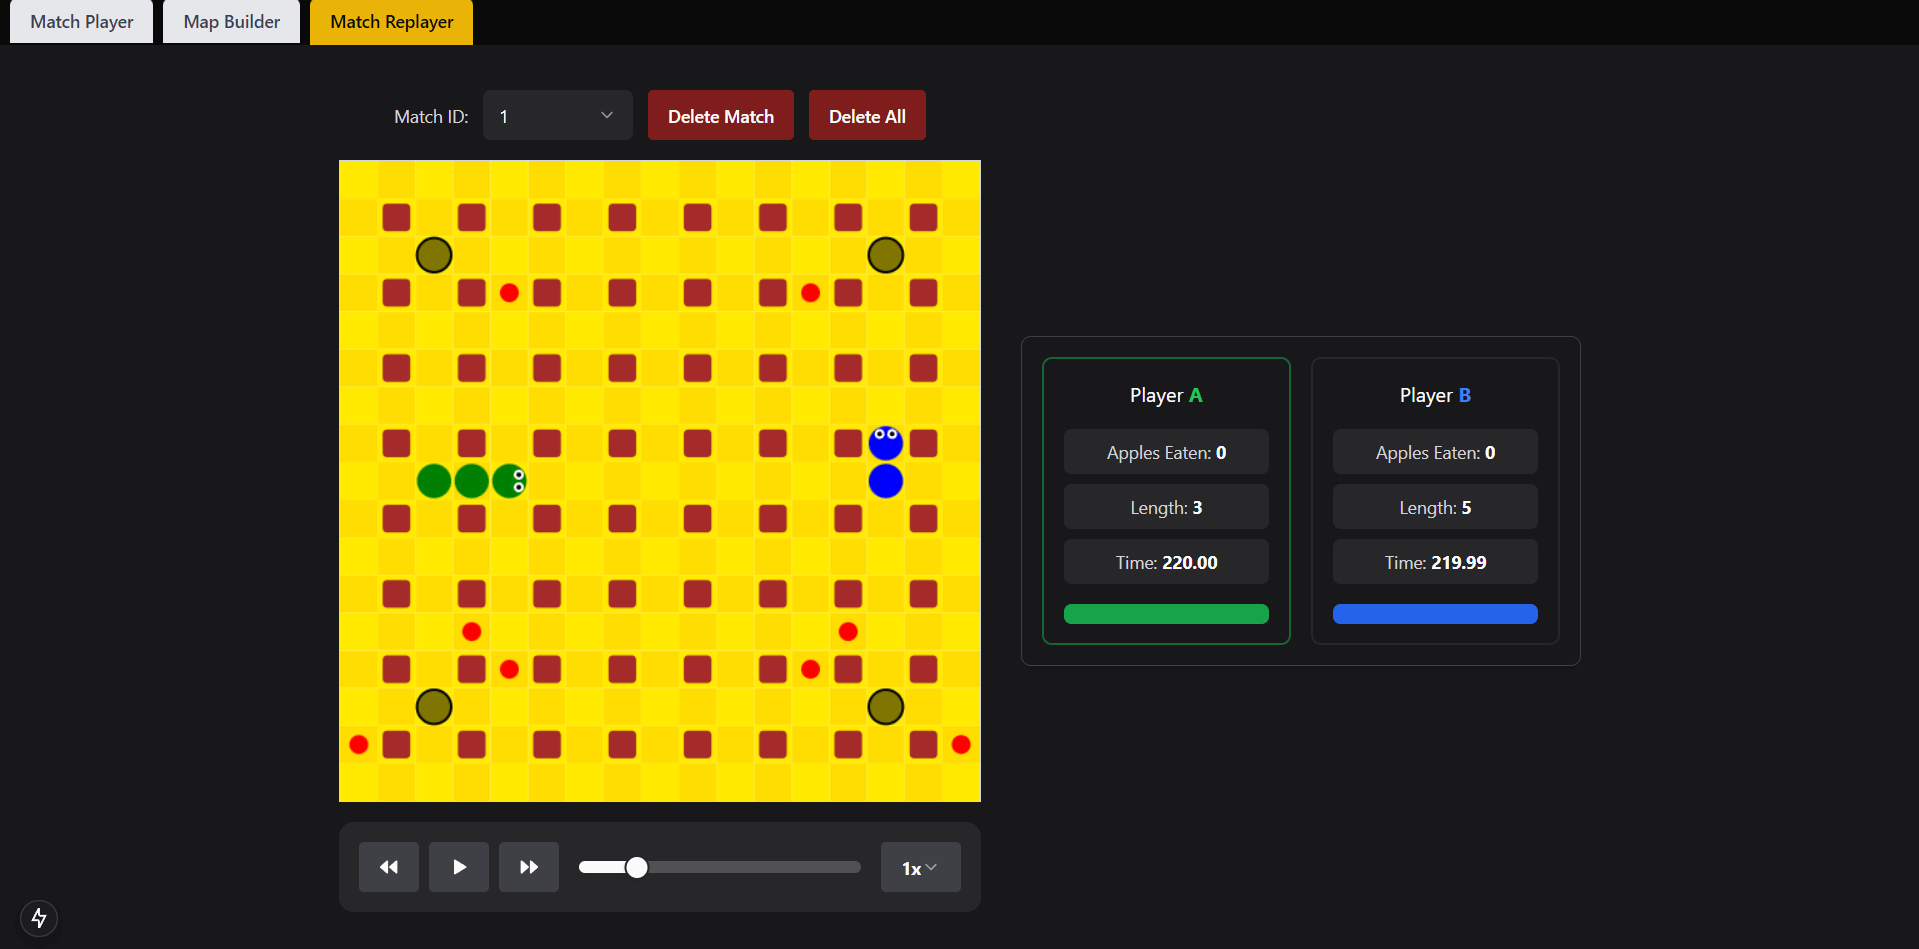 Match Player
Map Builder
Match Replayer
Match ID:
1
Delete Match
Delete All
Player A
Apples Eaten: 0
Length: 3
Time: 220.00
Player B
Apples Eaten: 0
Length: 5
Time: 219.99
1x